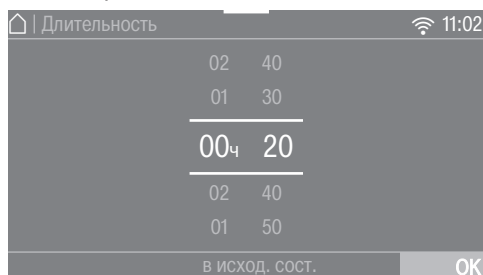 | Длительность 11:02
02 40
01 30
00ч 20
02 40
01 50
в исход. сост. OK